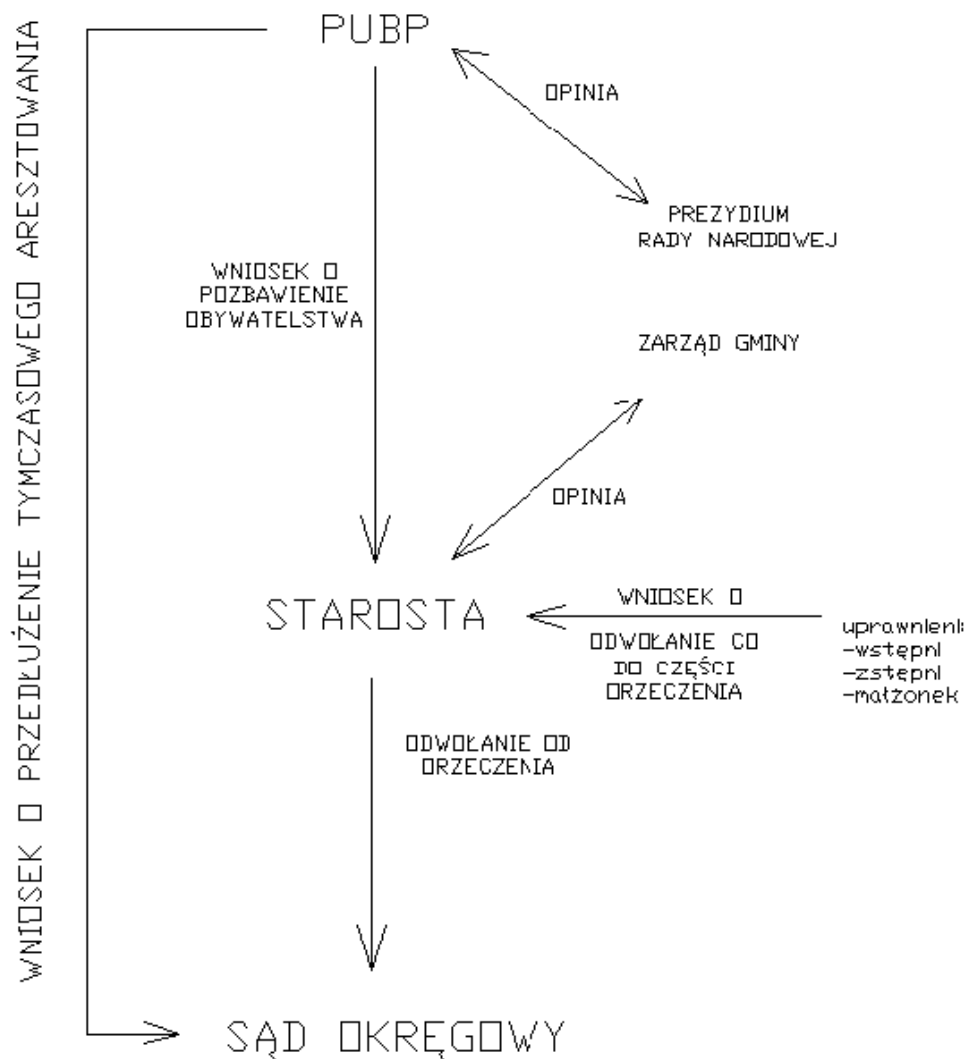 PUBP
WNIOSEK O PRZEDŁUŻENIE TYMCZASOWEGO ARESZTOWANIA
OPINIA
PREZYDIUM
RADY NARODOWEJ
WNIOSEK O
POZBAWIENIE
OBYWATELSTWA
ZARZĄD GMINY
OPINIA
STAROSTA
WNIOSEK O
ODWOŁANIE CO
DO CZĘŚCI
ORZECZENIA
uprawnieni:
-wstępni
-zstępni
-małżonek
ODWOŁANIE OD
ORZECZENIA
SĄD OKRĘGOWY